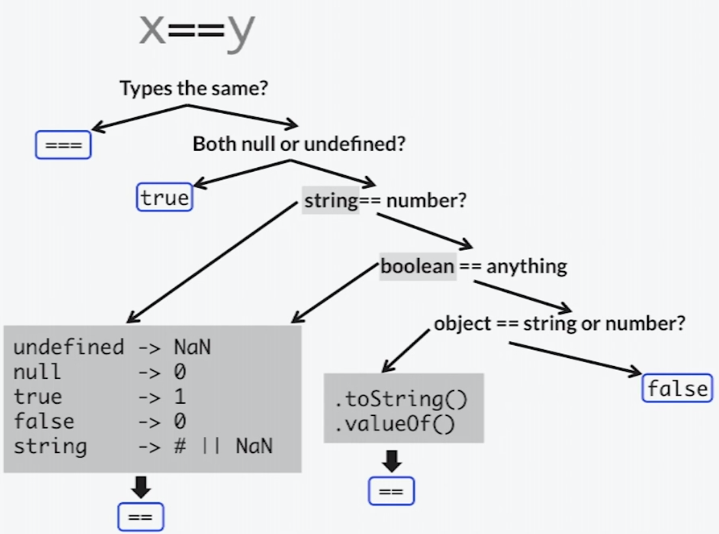 x==y
Types the same?
===
Both null or undefined?
true
string== number?
boolean == anything
object == string or number?
undefined -> NaN
null -> 0
true -> 1
false -> 0
string -> # || NaN
.toString()
.valueOf()
false
==
==